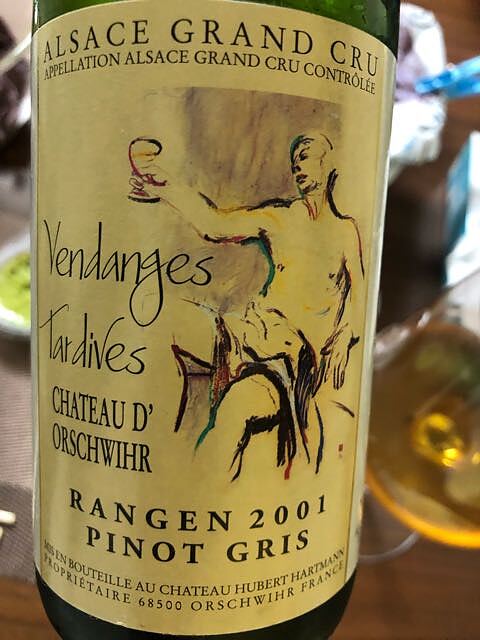 ALSACE GRAND CRU
APPELLATION ALSACE GRAND CRU CONTRÔLÉE
Vendanges
Tardives
CHATEAU D'
ORSCHWIHR
RANGEN 2001
PINOT GRIS
MIS EN BOUTEILLE AU CHATEAU HUBERT HARTMANN
PROPRIÉTAIRE 68500 ORSCHWIHR FRANCE